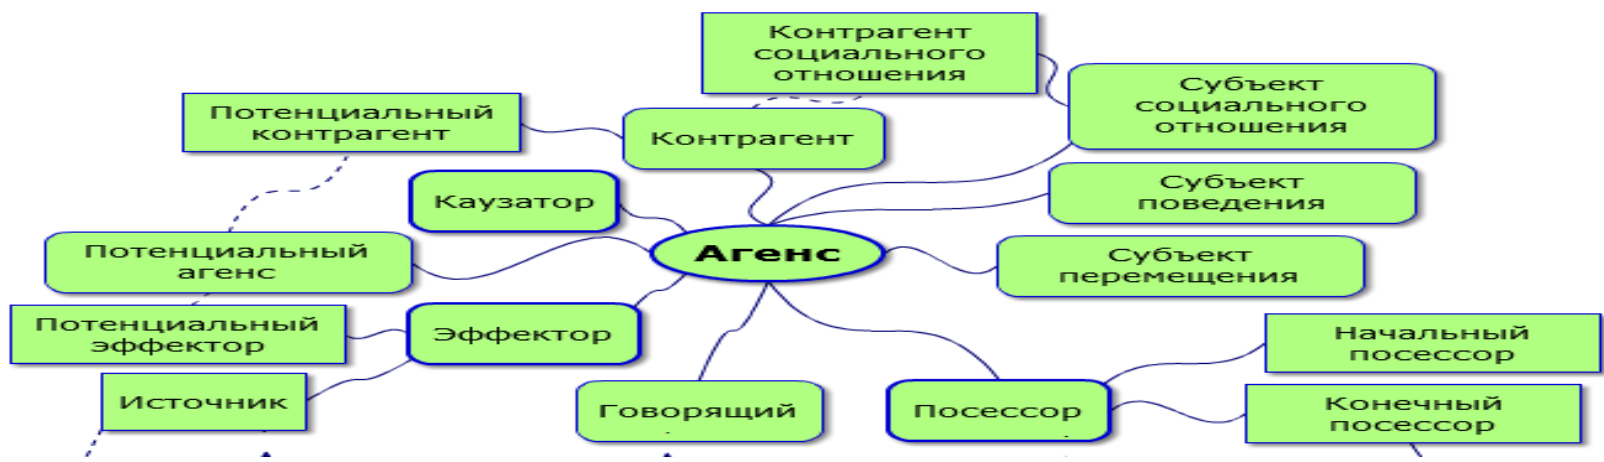 Контрагент
социального
отношения
Субъект
социального
отношения
Потенциальный
контрагент
Контрагент
Каузатор
Субъект
поведения
Агенс
Потенциальный
агенс
Субъект
перемещения
Потенциальный
эффектор
Эффектор
Начальный
посессор
Источник
Говорящий
Посессор
Конечный
посессор